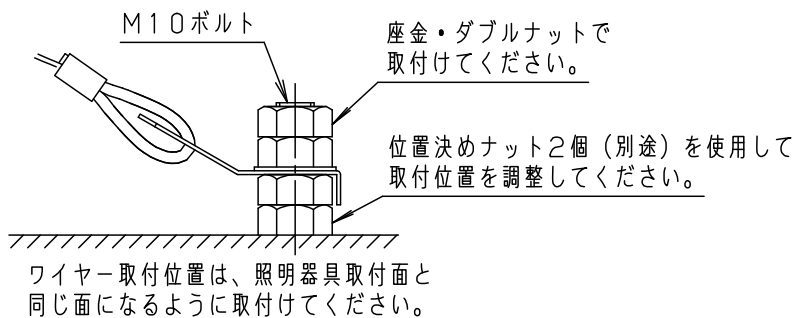 M10ボルト
座金・ダブルナットで
取付けてください。
位置決めナット2個（別途）を使用して
取付位置を調整してください。
ワイヤー取付位置は、照明器具取付面と
同じ面になるように取付けてください。